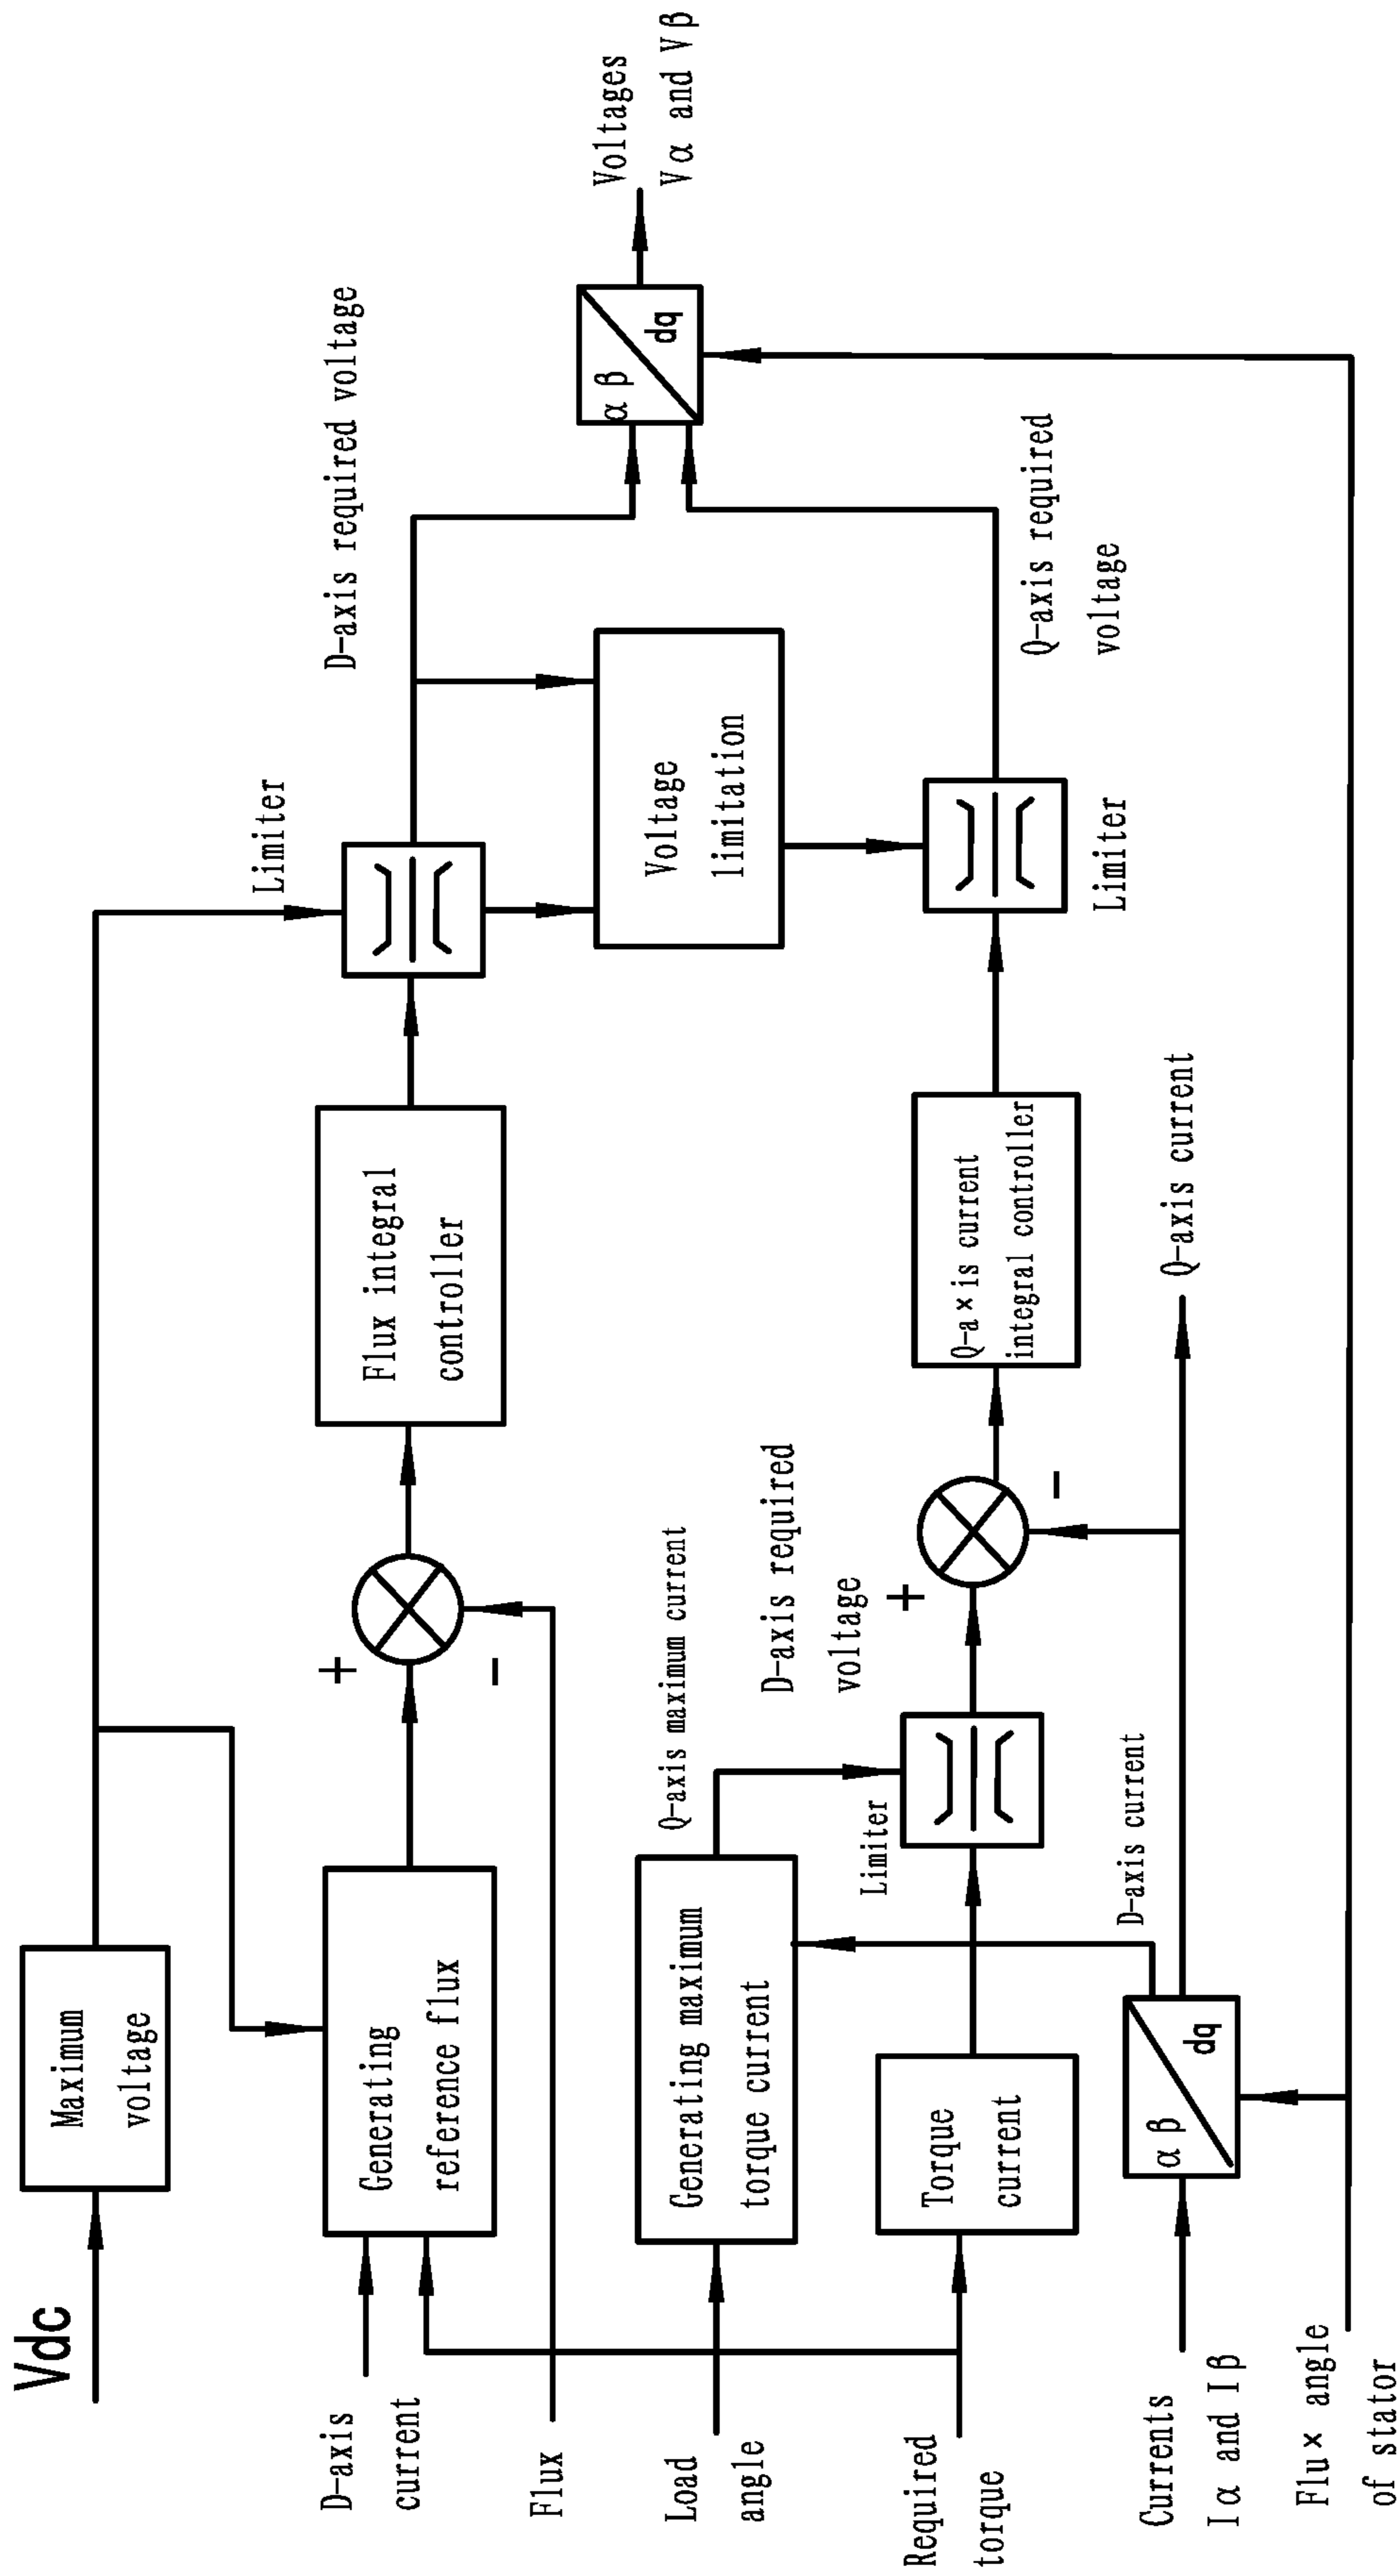 Vdc
Maximum
voltage
D-axis
current
Generating
reference flux
+
-
Flux integral
controller
Limiter
D-axis required voltage
Flux
Voltage
limitation
α β
dq
Voltages
Vα and Vβ
Load
angle
Generating maximum
torque current
Q-axis maximum current
Required
torque
Torque
current
Limiter
D-axis required
voltage
+
-
Q-a×is current
integral controller
Limiter
Q-axis required
voltage
Currents
Iα and Iβ
α β
dq
D-axis current
Q-axis current
Flu× angle
of stator